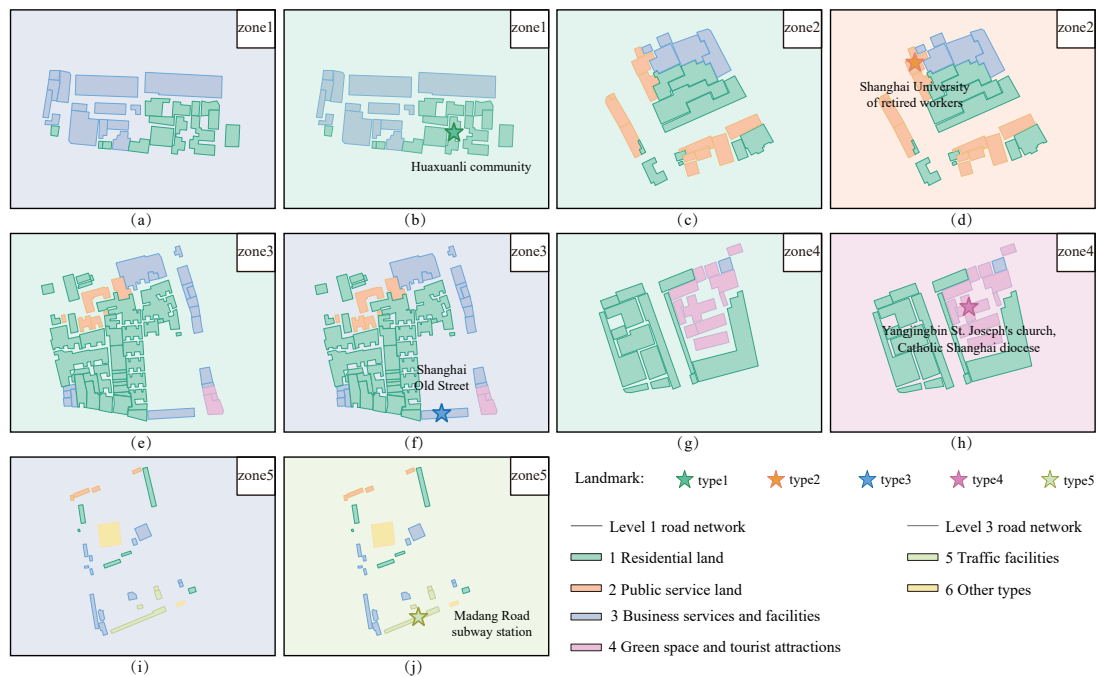 zone1
zone1
zone2
zone2
Huaxuanli community
Shanghai University
of retired workers
(a)
(b)
(c)
(d)
zone3
zone3
zone4
zone4
Shanghai
Old Street
Yangjingbin St. Joseph's church,
Catholic Shanghai diocese
(e)
(f)
(g)
(h)
zone5
zone5
Madang Road
subway station
(i)
(j)
Landmark: type1 type2 type3 type4 type5
Level 1 road network
Level 3 road network
1 Residential land
5 Traffic facilities
2 Public service land
6 Other types
3 Business services and facilities
4 Green space and tourist attractions